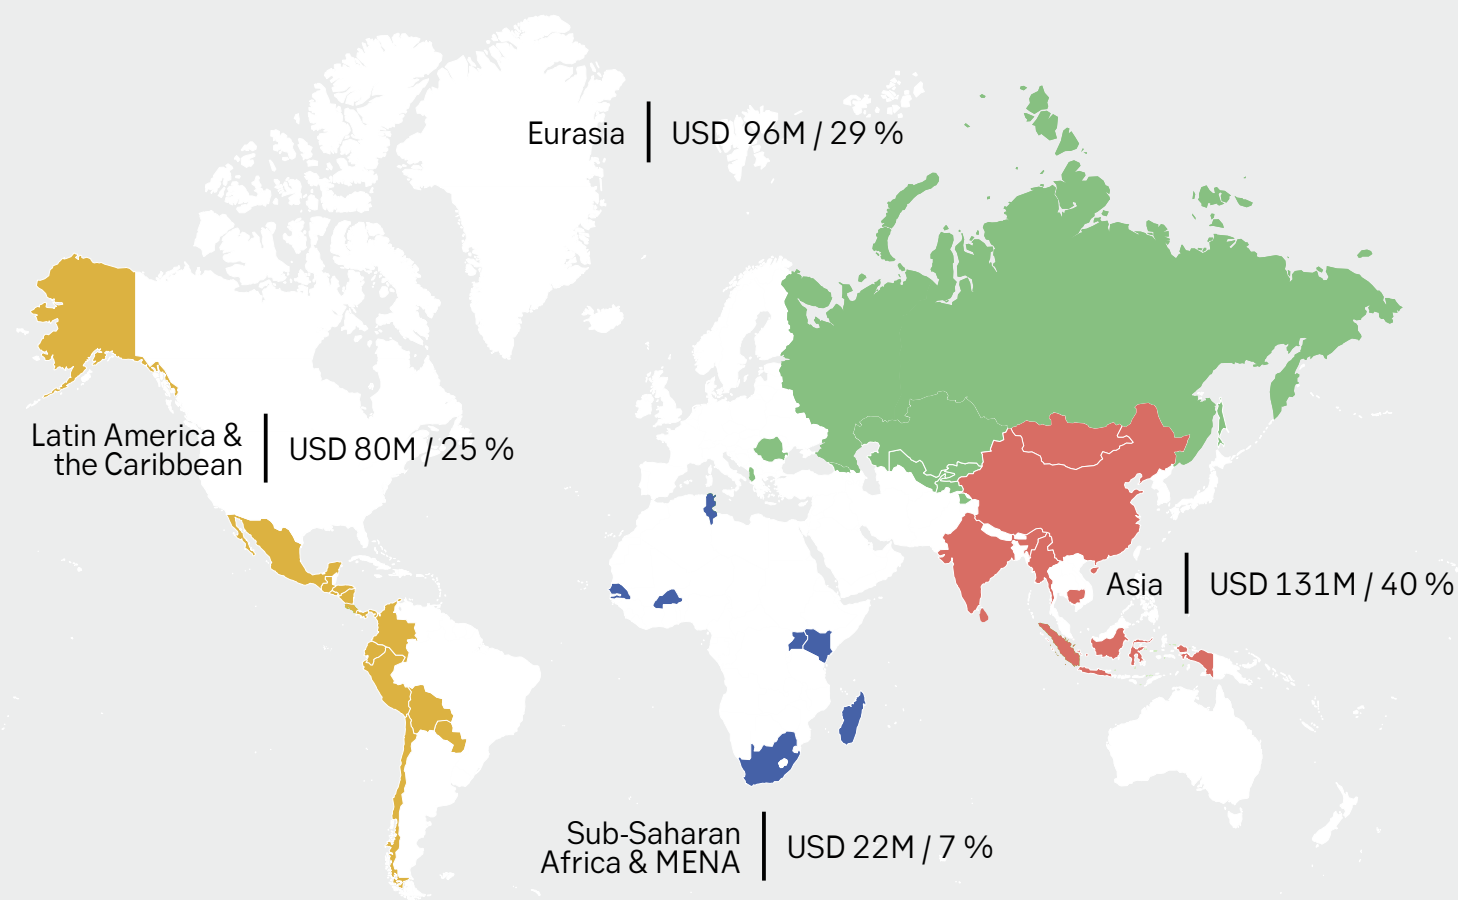 Eurasia
USD 96M / 29 %
Latin America &
the Caribbean
USD 80M / 25 %
Asia
USD 131M / 40 %
Sub-Saharan
Africa & MENA
USD 22M / 7 %